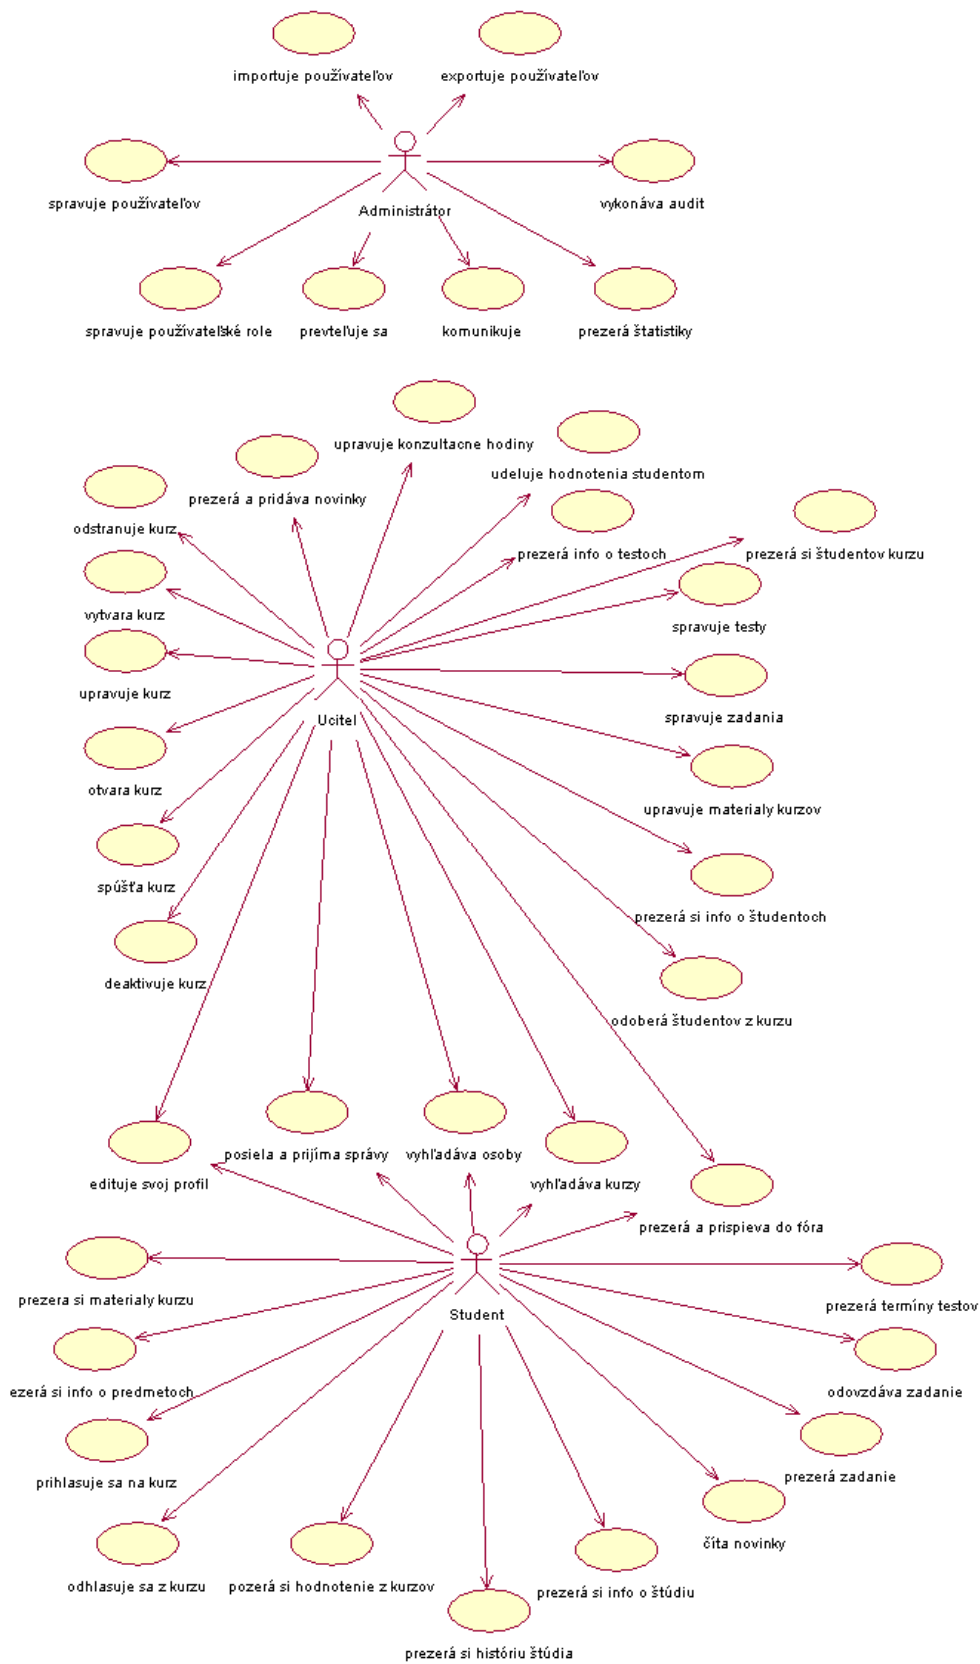 importuje používateľov
exportuje používateľov
spravuje používateľov
vykonáva audit
Administrátor
spravuje používateľské role
prevteľuje sa
komunikuje
prezerá štatistiky
upravuje konzultacne hodiny
udeluje hodnotenia studentom
prezerá a pridáva novinky
odstranuje kurz
prezerá info o testoch
prezerá si študentov kurzu
vytvara kurz
spravuje testy
upravuje kurz
spravuje zadania
Ucitel
otvara kurz
upravuje materialy kurzov
spúšťa kurz
prezerá si info o študentoch
deaktivuje kurz
odoberá študentov z kurzu
posiela a prijíma správy
vyhľadáva osoby
edituje svoj profil
vyhľadáva kurzy
prezerá a prispieva do fóra
prezera si materialy kurzu
prezerá termíny testov
Student
ezerá si info o predmetoch
odovzdáva zadanie
prihlasuje sa na kurz
prezerá zadanie
číta novinky
odhlasuje sa z kurzu
pozerá si hodnotenie z kurzov
prezerá si info o štúdiu
prezerá si históriu štúdia